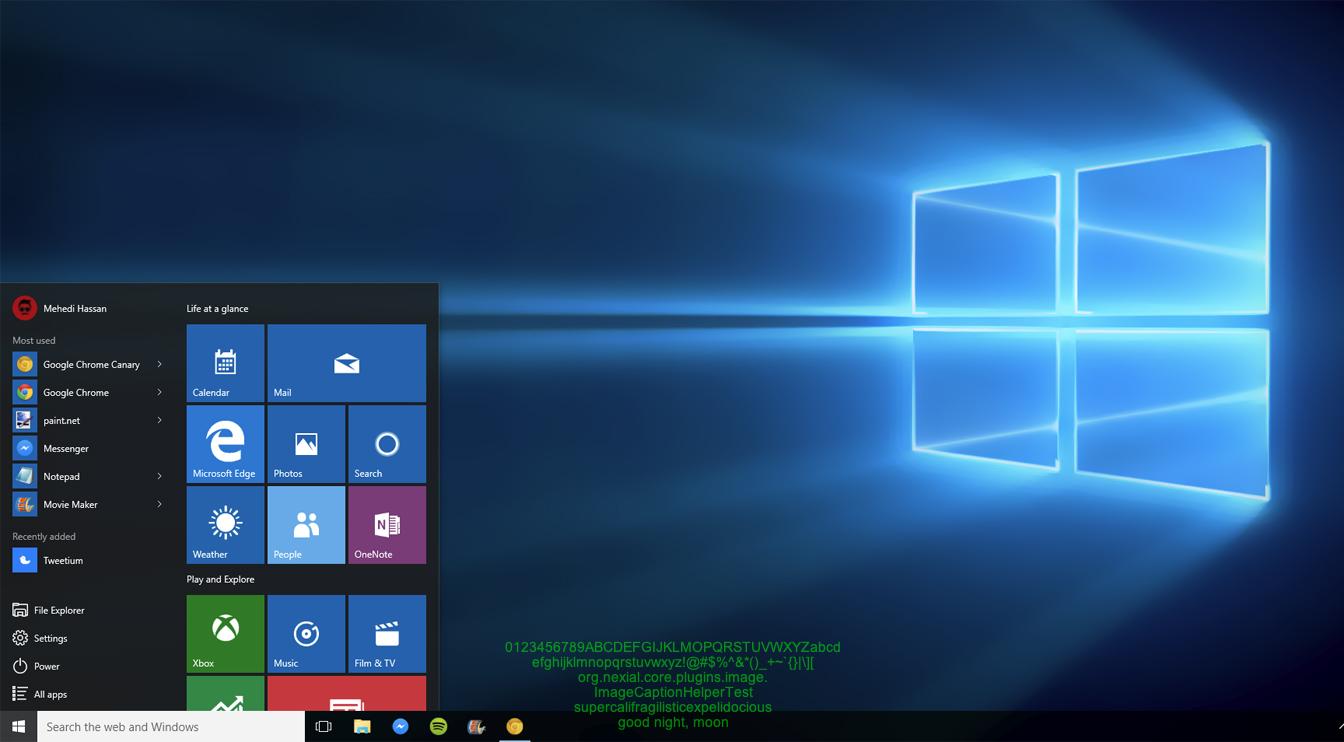 Mehedi Hassan
Most used
Google Chrome Canary
Google Chrome
paint.net
Messenger
Notepad
Movie Maker
Recently added
Tweetium
File Explorer
Settings
Power
All apps
Life at a glance
Calendar
Mail
Microsoft Edge
Photos
Search
Weather
People
N
OneNote
Play and Explore
Xbox
Music
Film & TV
Search the web and Windows
0123456789ABCDEFGIJKLMOPQRSTUVWXYZabcd
efghijklmnopqrstuvwxyz!@#$%^&*()_+~`{}|\][
org.nexial.core.plugins.image.
ImageCaptionHelperTest
supercalifragilisticexpelidocious
good night, moon